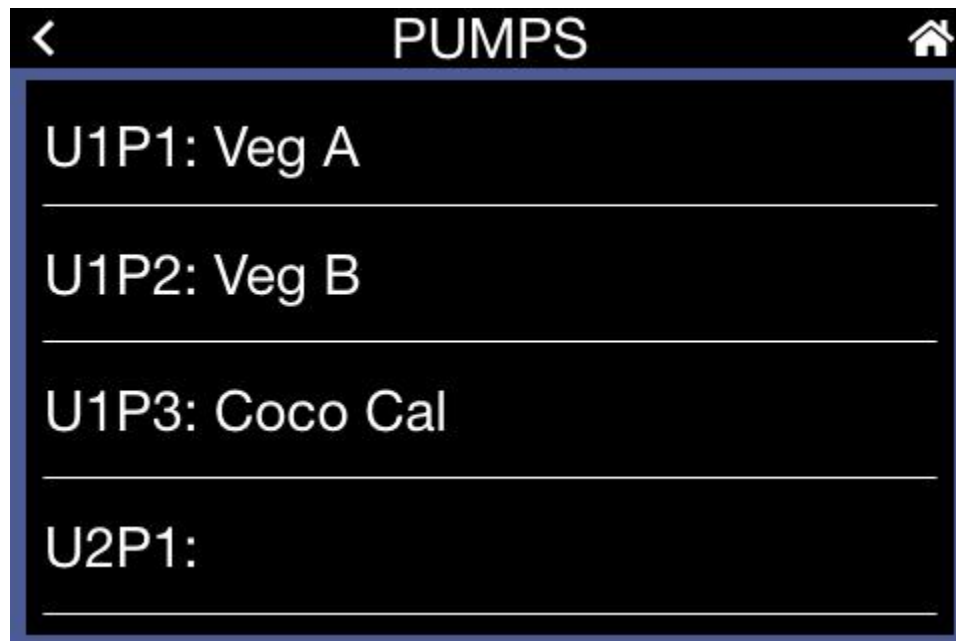 PUMPS
U1P1: Veg A
U1P2: Veg B
U1P3: Coco Cal
U2P1: